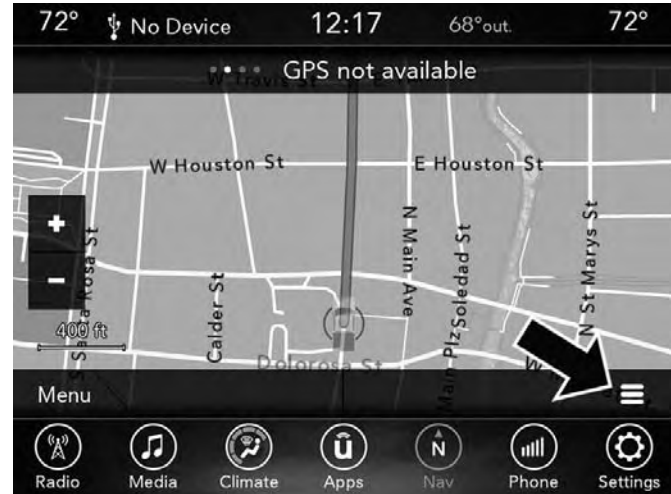 72° No Device 12:17 68°out. 72°
GPS not available
W Travis St
W Houston St E Houston St
+
−
S Santa Rosa St
Calder St
N Main Ave
Main Plz
Soledad St
N St Marys St
400 ft
Dolorosa St
Menu
Radio Media Climate Apps Nav Phone Settings
û
N